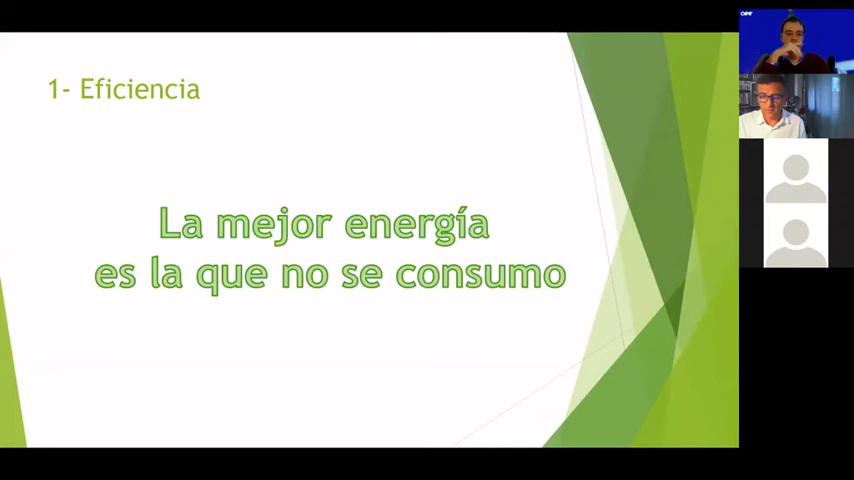 1- Eficiencia
La mejor energía
es la que no se consumo